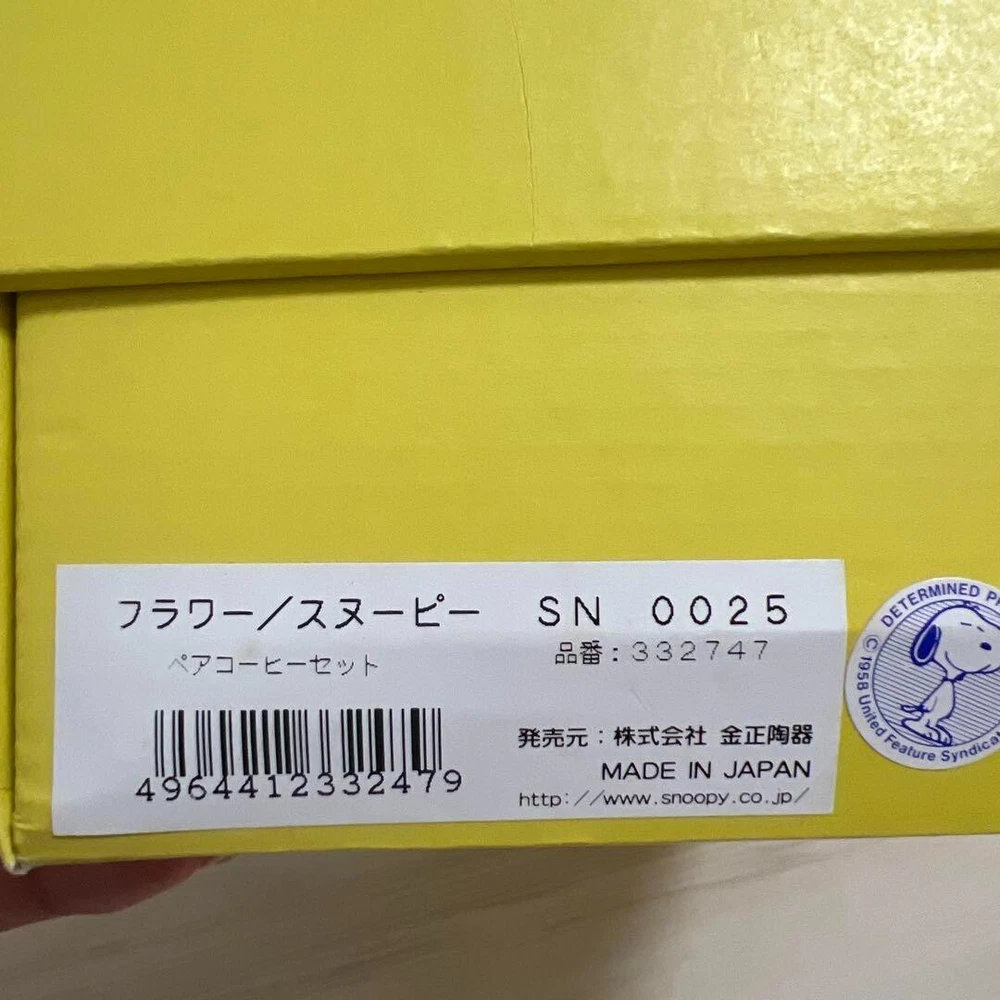 フラワー／スヌーピー SN 0025
ペアコーヒーセット 品番：332747
4964412332479
発売元：株式会社 金正陶器
MADE IN JAPAN
http://www.snoopy.co.jp/
DETERMINED
© 1958 United Feature